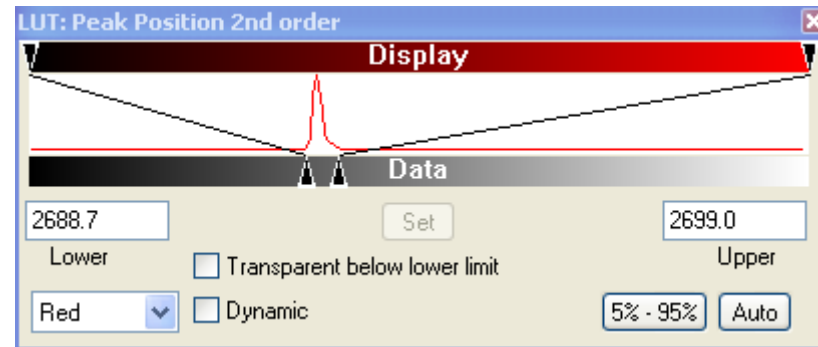 LUT: Peak Position 2nd order
Display
Data
2688.7 Set 2699.0
Lower Transparent below lower limit Upper
Red Dynamic 5% - 95% Auto